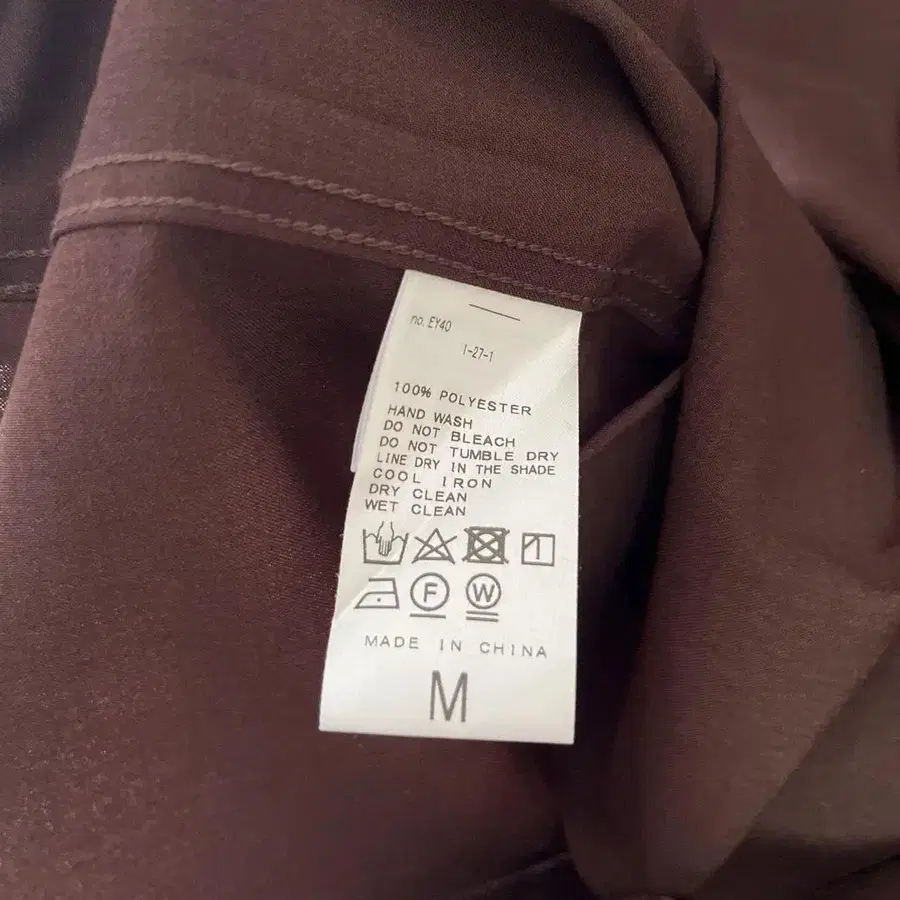 no. EY40
1-27-1
100% POLYESTER
HAND WASH
DO NOT BLEACH
DO NOT TUMBLE DRY
LINE DRY IN THE SHADE
COOL IRON
DRY CLEAN
WET CLEAN
F W
MADE IN CHINA
M